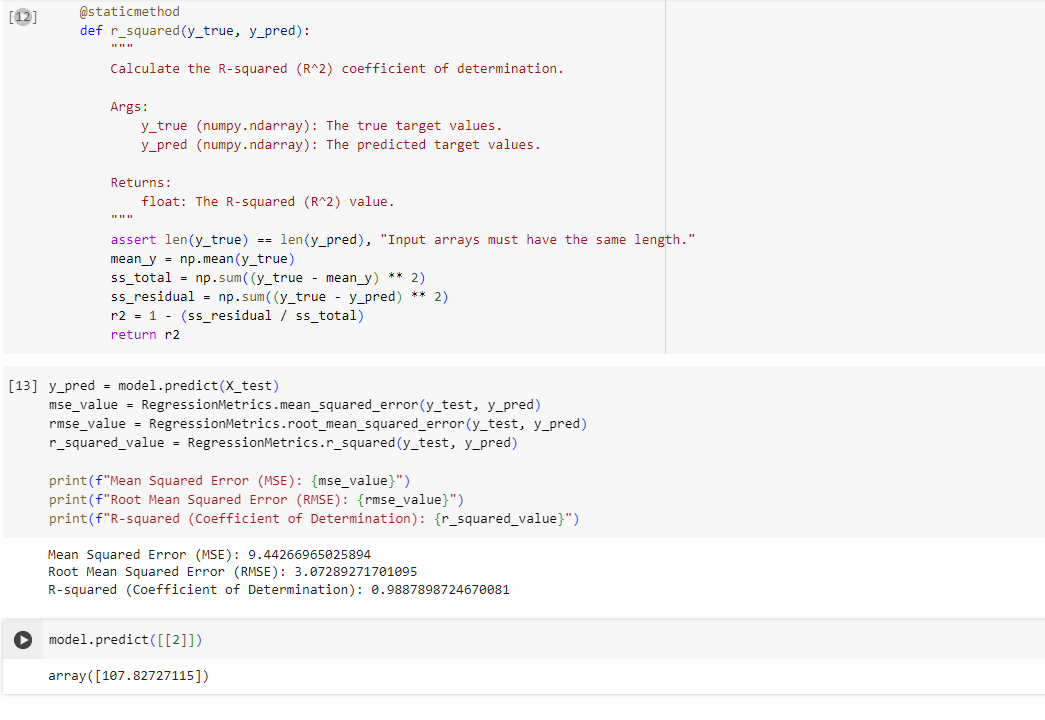 [12]
@staticmethod
def r_squared(y_true, y_pred):
"""
Calculate the R-squared (R^2) coefficient of determination.
Args:
y_true (numpy.ndarray): The true target values.
y_pred (numpy.ndarray): The predicted target values.
Returns:
float: The R-squared (R^2) value.
"""
assert len(y_true) == len(y_pred), "Input arrays must have the same length."
mean_y = np.mean(y_true)
ss_total = np.sum((y_true - mean_y) ** 2)
ss_residual = np.sum((y_true - y_pred) ** 2)
r2 = 1 - (ss_residual / ss_total)
return r2
[13] y_pred = model.predict(X_test)
mse_value = RegressionMetrics.mean_squared_error(y_test, y_pred)
rmse_value = RegressionMetrics.root_mean_squared_error(y_test, y_pred)
r_squared_value = RegressionMetrics.r_squared(y_test, y_pred)
print(f"Mean Squared Error (MSE): {mse_value}")
print(f"Root Mean Squared Error (RMSE): {rmse_value}")
print(f"R-squared (Coefficient of Determination): {r_squared_value}")
Mean Squared Error (MSE): 9.44266965025894
Root Mean Squared Error (RMSE): 3.07289271701095
R-squared (Coefficient of Determination): 0.9887898724670081
model.predict([[2]])
array([107.82727115])